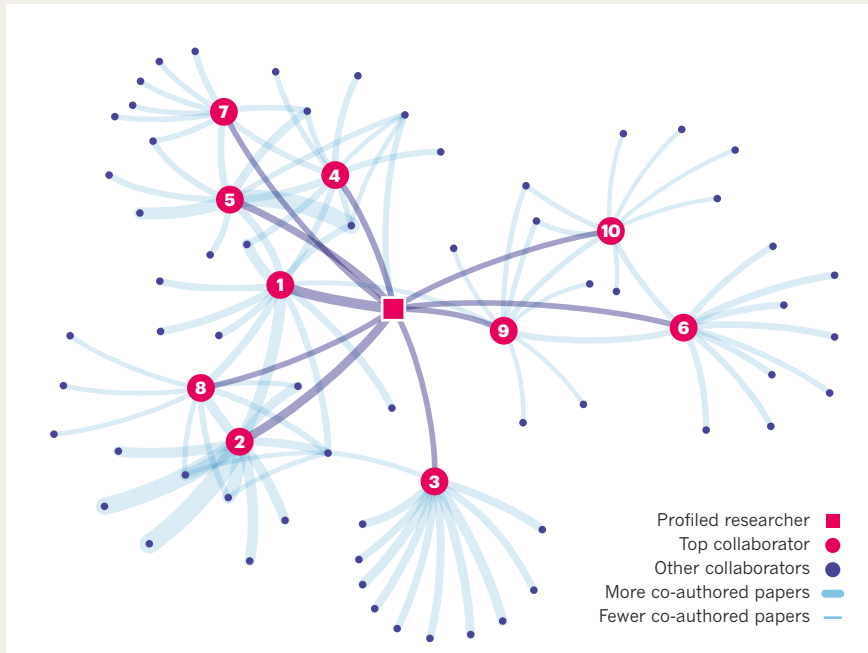 7
4
5
10
1
6
9
8
2
3
Profiled researcher
Top collaborator
Other collaborators
More co-authored papers
Fewer co-authored papers